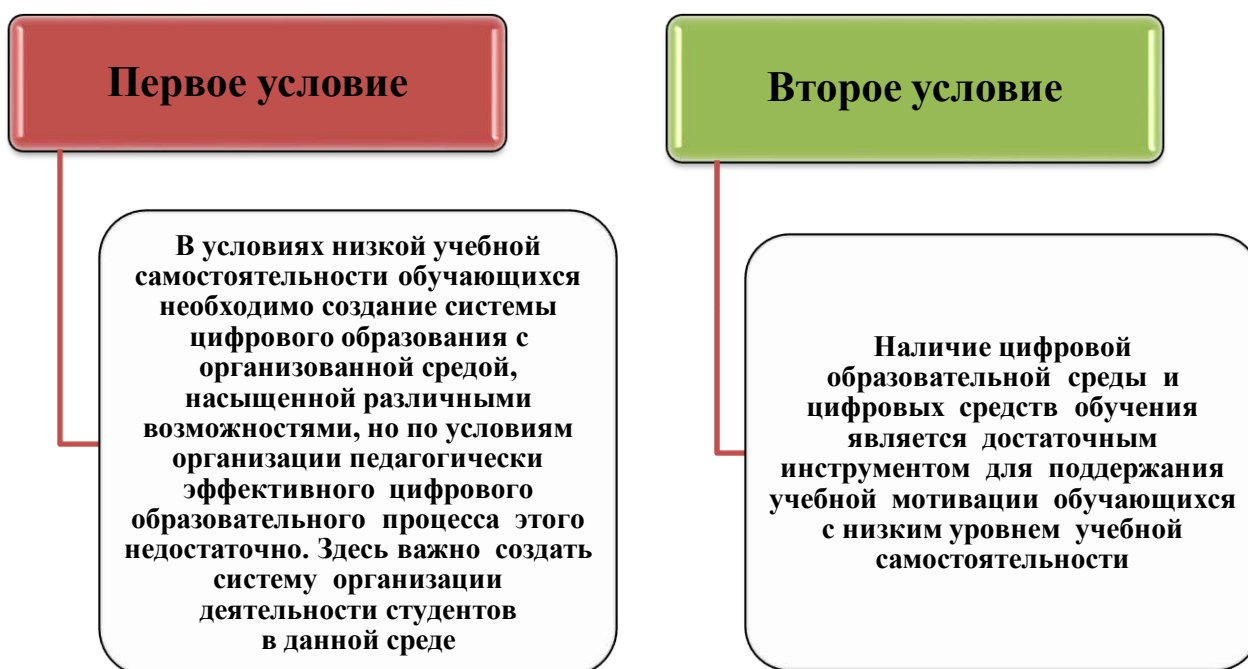 Первое условие
В условиях низкой учебной
самостоятельности обучающихся
необходимо создание системы
цифрового образования с
организованной средой,
насыщенной различными
возможностями, но по условиям
организации педагогически
эффективного цифрового
образовательного процесса этого
недостаточно. Здесь важно создать
систему организации
деятельности студентов
в данной среде
Второе условие
Наличие цифровой
образовательной среды и
цифровых средств обучения
является достаточным
инструментом для поддержания
учебной мотивации обучающихся
с низким уровнем учебной
самостоятельности